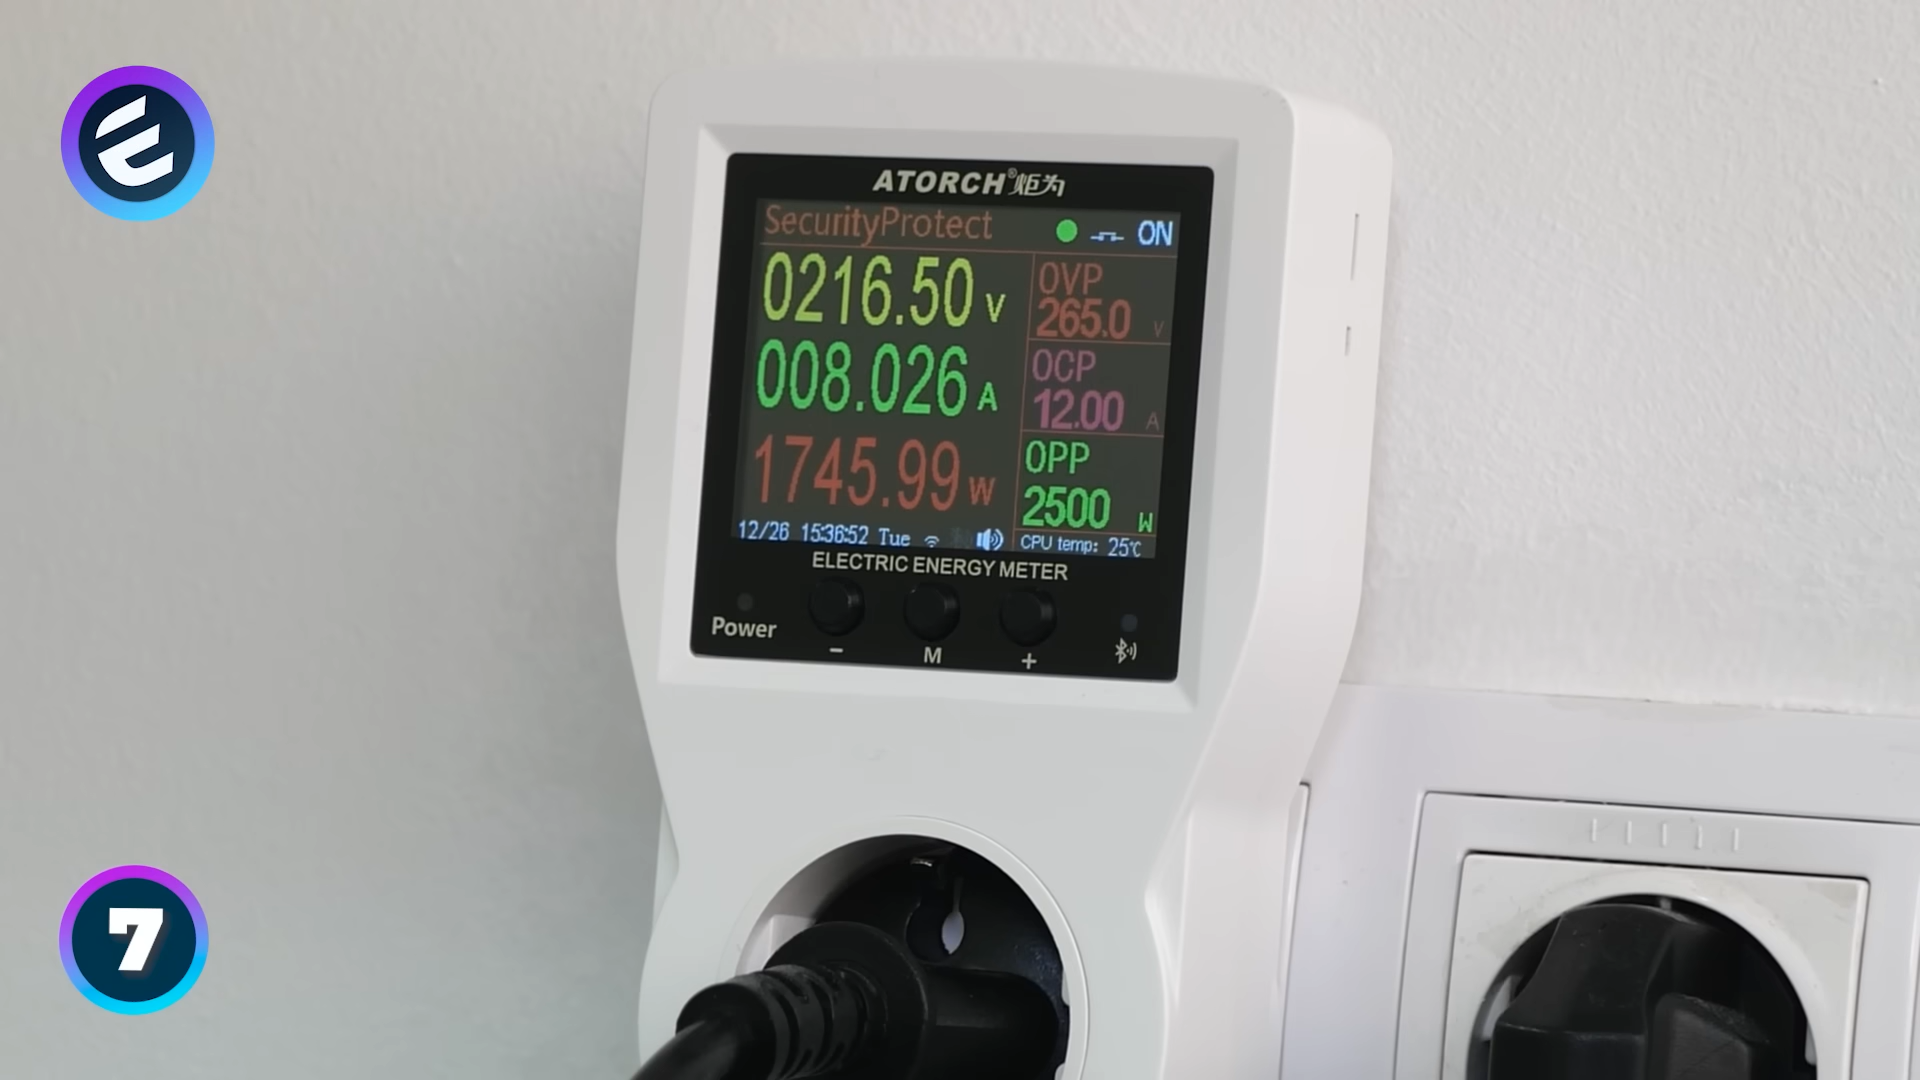 ATORCH®炬为
SecurityProtect ON
0216.50 V
008.026 A
1745.99 W
OVP
265.0 V
OCP
12.00 A
OPP
2500 W
12/26 15:36:52 Tue
CPU temp: 25℃
ELECTRIC ENERGY METER
Power
- M +
7